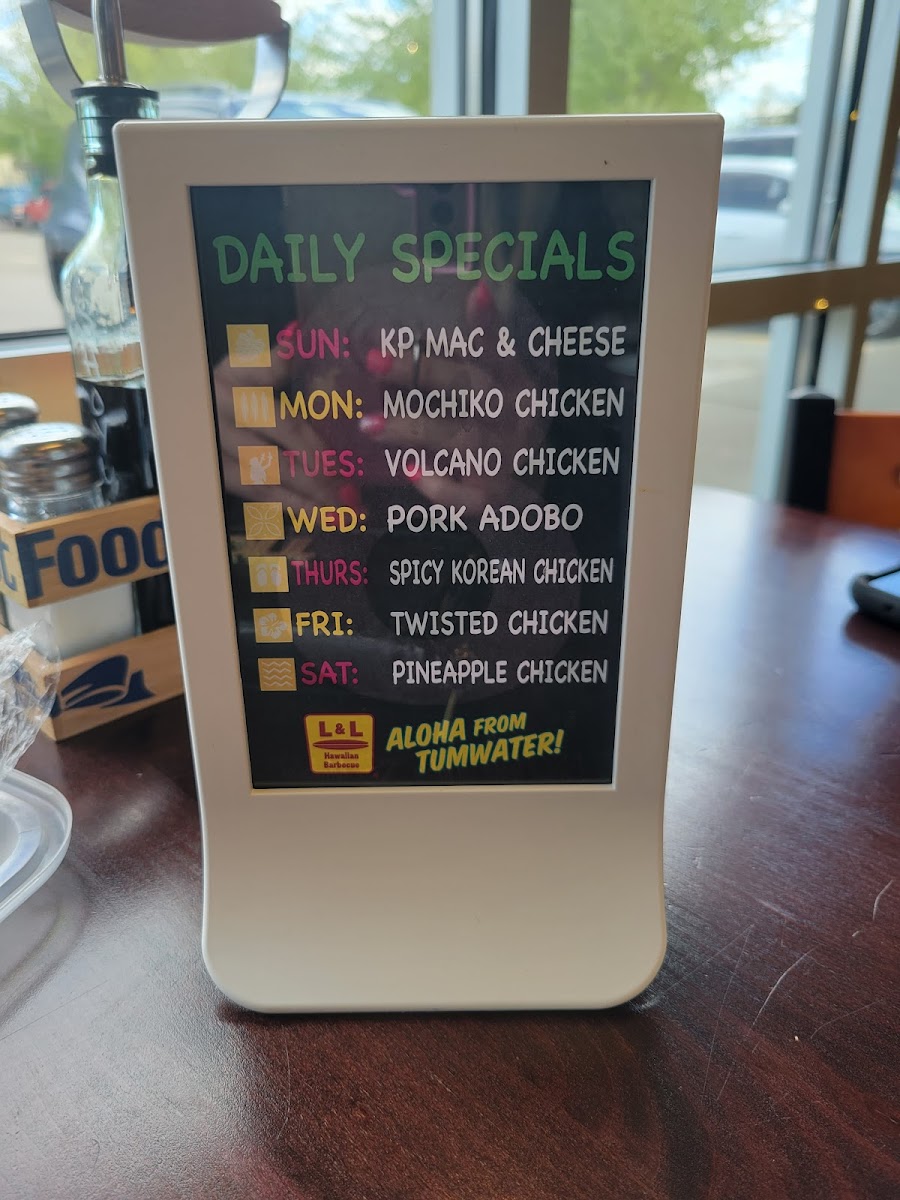 DAILY SPECIALS
SUN: KP MAC & CHEESE
MON: MOCHIKO CHICKEN
TUES: VOLCANO CHICKEN
WED: PORK ADOBO
THURS: SPICY KOREAN CHICKEN
FRI: TWISTED CHICKEN
SAT: PINEAPPLE CHICKEN
L & L
Hawaiian
Barbecue
ALOHA FROM
TUMWATER!
Food